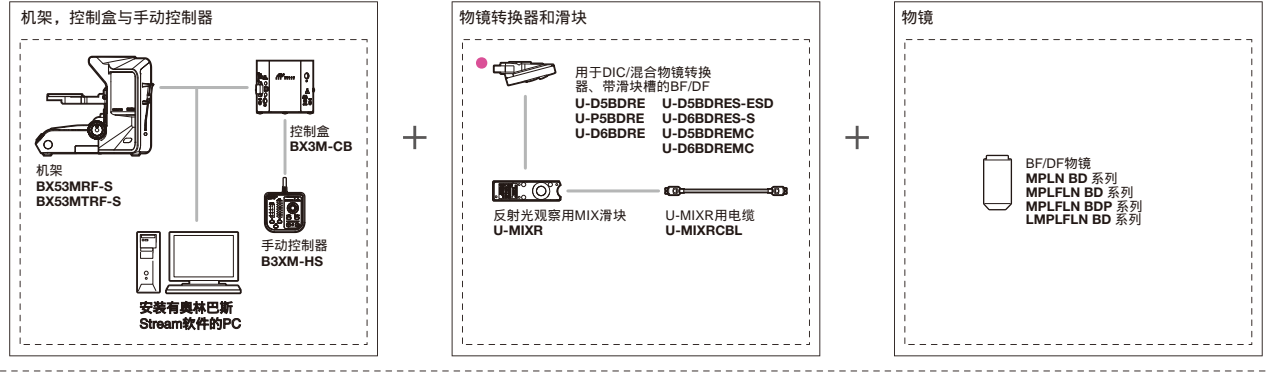 机架，控制盒与手动控制器
控制盒
BX3M-CB
机架
BX53MRF-S
BX53MTRF-S
手动控制器
B3XM-HS
安装有奥林巴斯
Stream软件的PC
+
物镜转换器和滑块
用于DIC/混合物镜转换
器、带滑块槽的BF/DF
U-D5BDRE U-D5BDRES-ESD
U-P5BDRE U-D6BDRES-S
U-D6BDRE U-D5BDREMC
U-D6BDREMC
反射光观察用MIX滑块
U-MIXR
U-MIXR用电缆
U-MIXRCBL
+
物镜
BF/DF物镜
MPLN BD 系列
MPLFLN BD 系列
MPLFLN BDP 系列
LMPLFLN BD 系列